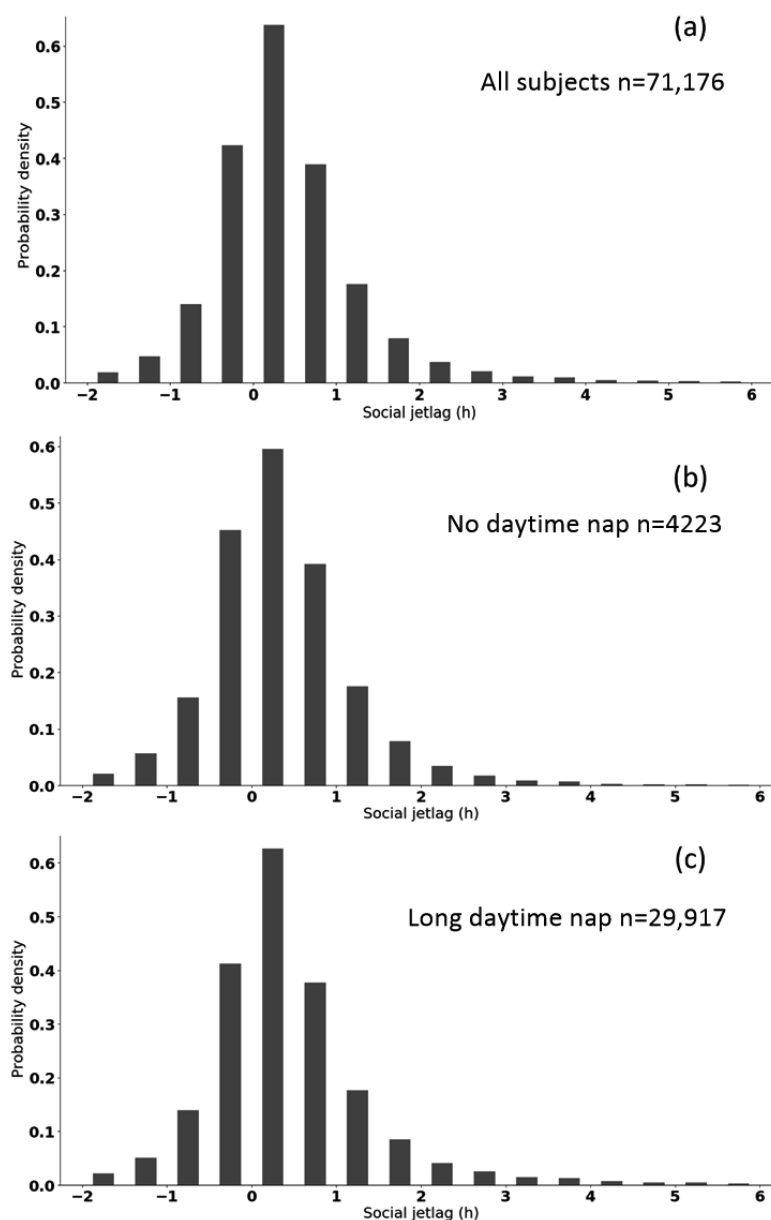 (a)
All subjects n=71,176
Probability density
0.6
0.5
0.4
0.3
0.2
0.1
0.0
−2 −1 0 1 2 3 4 5 6
Social jetlag (h)
(b)
No daytime nap n=4223
Probability density
0.6
0.5
0.4
0.3
0.2
0.1
0.0
−2 −1 0 1 2 3 4 5 6
Social jetlag (h)
(c)
Long daytime nap n=29,917
Probability density
0.6
0.5
0.4
0.3
0.2
0.1
0.0
−2 −1 0 1 2 3 4 5 6
Social jetlag (h)